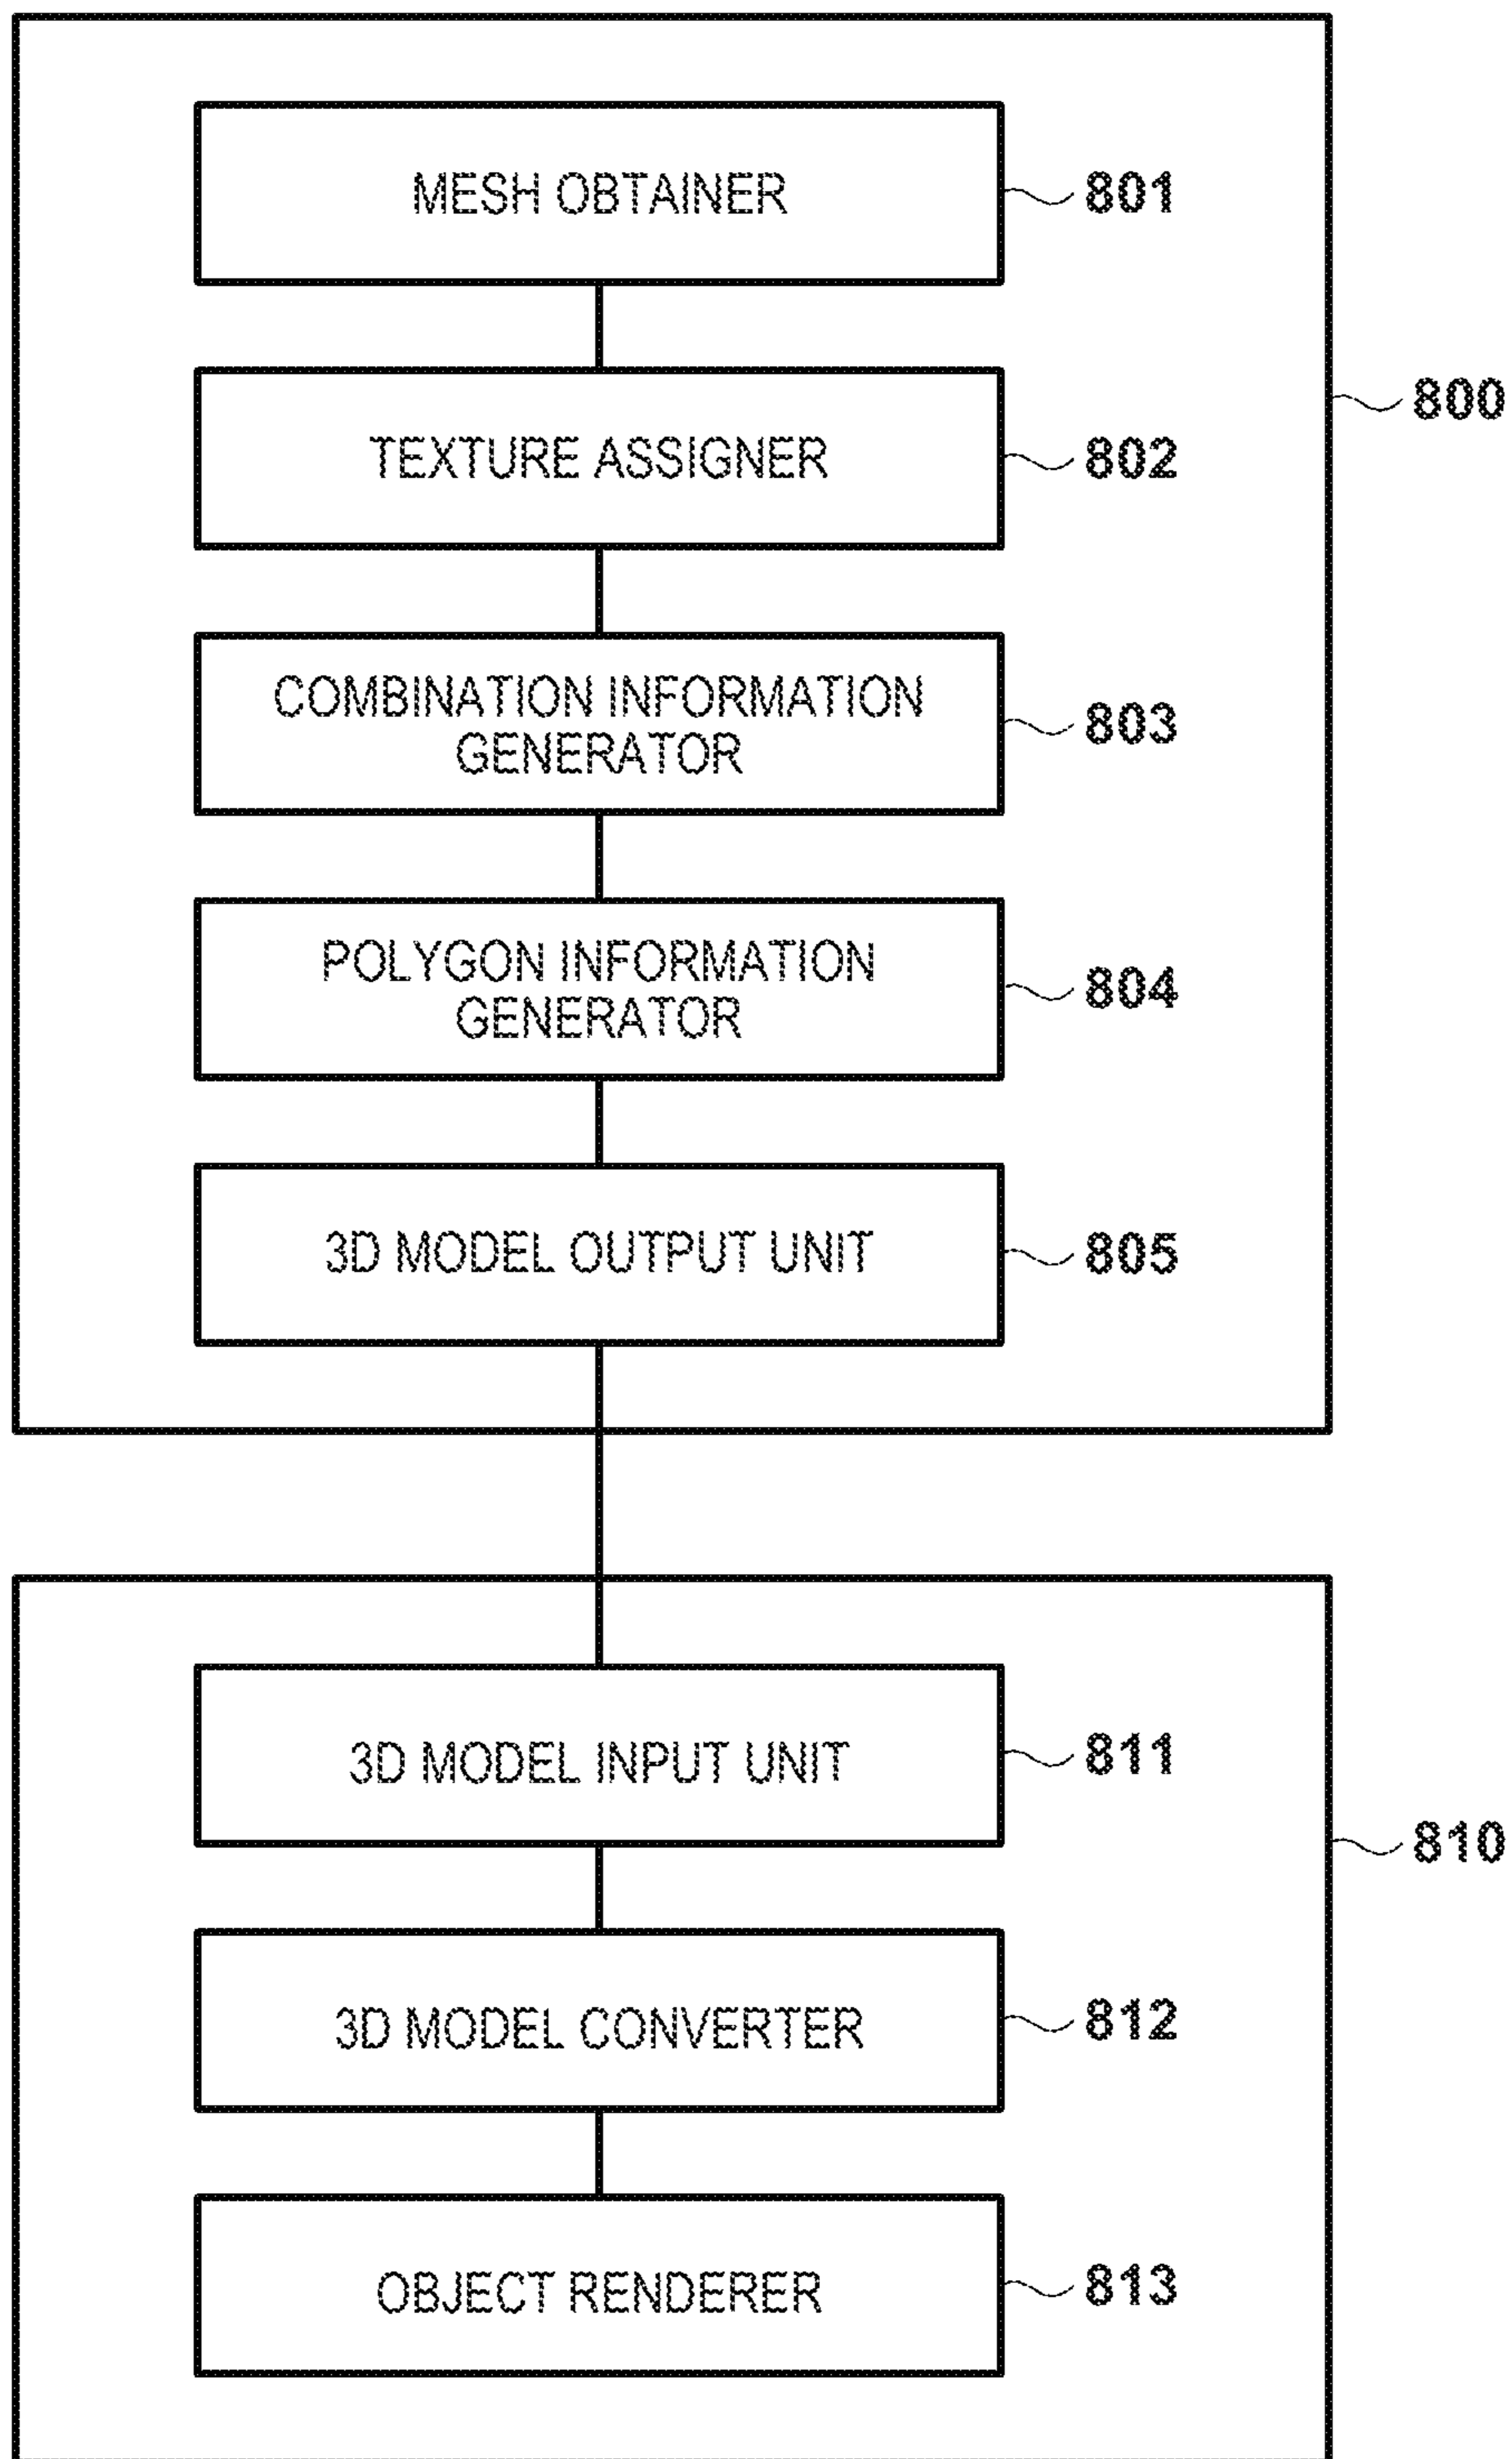 MESH OBTAINER
801
800
TEXTURE ASSIGNER
802
COMBINATION INFORMATION
GENERATOR
803
POLYGON INFORMATION
GENERATOR
804
3D MODEL OUTPUT UNIT
805
3D MODEL INPUT UNIT
811
810
3D MODEL CONVERTER
812
OBJECT RENDERER
813